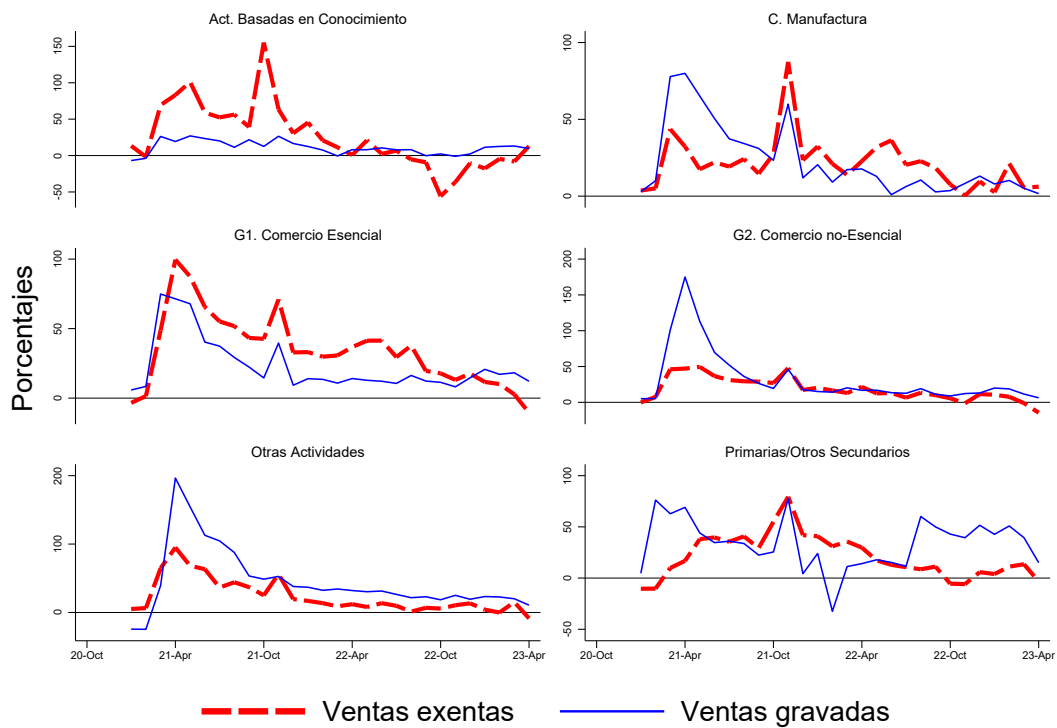 Act. Basadas en Conocimiento
150
100
50
0
-50
C. Manufactura
100
50
0
G1. Comercio Esencial
100
50
0
G2. Comercio no-Esencial
200
150
100
50
0
Porcentajes
Otras Actividades
200
100
0
20-Oct 21-Apr 21-Oct 22-Apr 22-Oct 23-Apr
Primarias/Otros Secundarios
100
50
0
-50
20-Oct 21-Apr 21-Oct 22-Apr 22-Oct 23-Apr
Ventas exentas Ventas gravadas